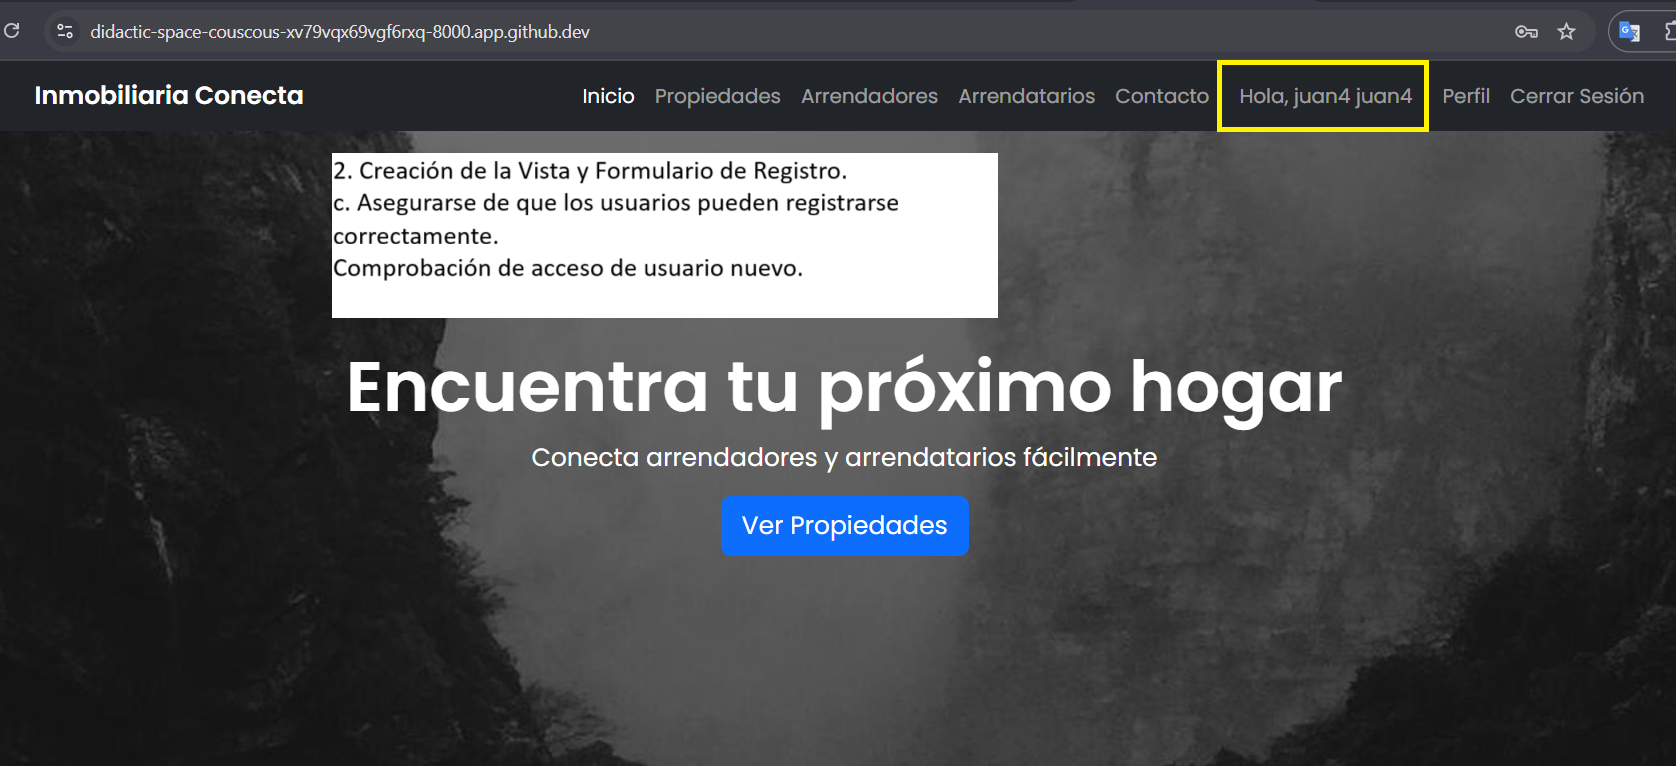 didactic-space-couscous-xv79vqx69vgf6rxq-8000.app.github.dev
Inmobiliaria Conecta
Inicio Propiedades Arrendadores Arrendatarios Contacto Hola, juan4 juan4 Perfil Cerrar Sesión
2. Creación de la Vista y Formulario de Registro.
c. Asegurarse de que los usuarios pueden registrarse
correctamente.
Comprobación de acceso de usuario nuevo.
Encuentra tu próximo hogar
Conecta arrendadores y arrendatarios fácilmente
Ver Propiedades